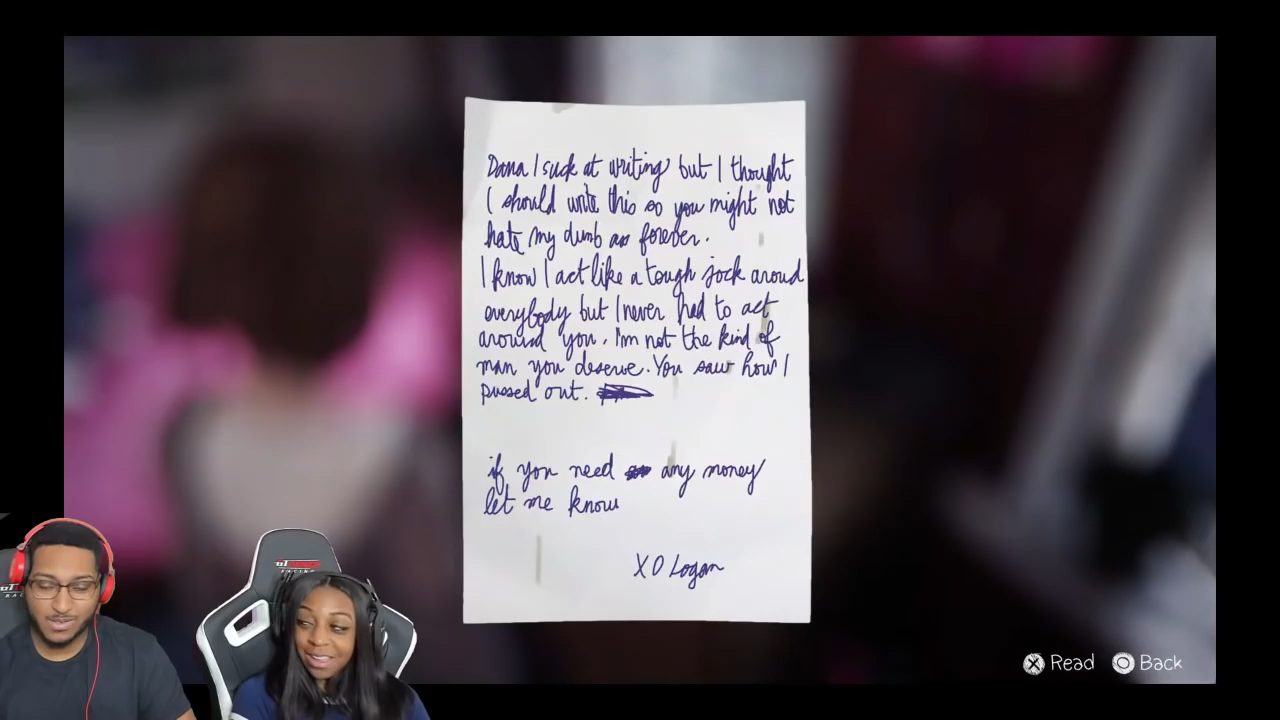 Dana I suck at writing but I thought
I should write this so you might not
hate my dumb ass forever.
I know I act like a tough jock aroud
everybody but I never had to act
around you. I'm not the kind of
man you deserve. You saw how I
pussed out.
if you need any money
let me know
XO Logan
Read
Back